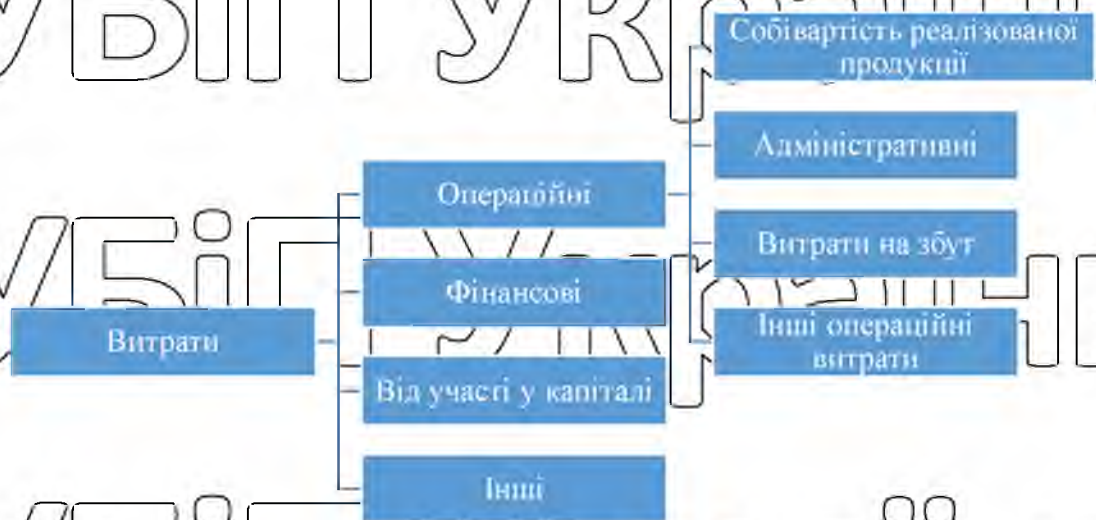 Собівартість реалізованої
продукції
Адміністративні
Операційні
Витрати на збут
Фінансові
Інші операційні
витрати
Витрати
Від участі у капіталі
Інші